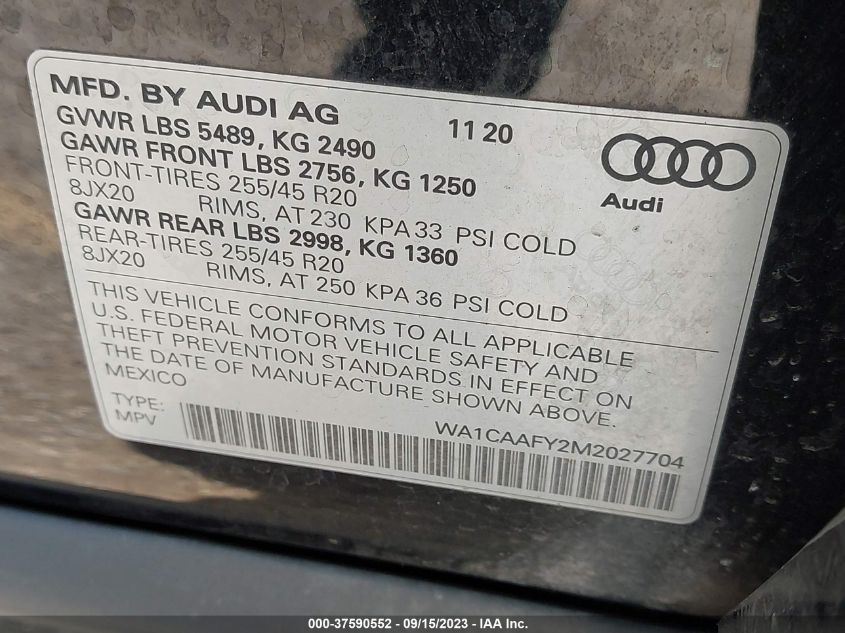 MFD. BY AUDI AG 11 20
GVWR LBS 5489, KG 2490
GAWR FRONT LBS 2756, KG 1250
FRONT-TIRES 255/45 R20
8JX20 RIMS, AT 230 KPA 33 PSI COLD
GAWR REAR LBS 2998, KG 1360
REAR-TIRES 255/45 R20
8JX20 RIMS, AT 250 KPA 36 PSI COLD
Audi
THIS VEHICLE CONFORMS TO ALL APPLICABLE
U.S. FEDERAL MOTOR VEHICLE SAFETY AND
THEFT PREVENTION STANDARDS IN EFFECT ON
THE DATE OF MANUFACTURE SHOWN ABOVE.
MEXICO
TYPE:
MPV
WA1CAAFY2M2027704
000-37590552 - 09/15/2023 - IAA Inc.